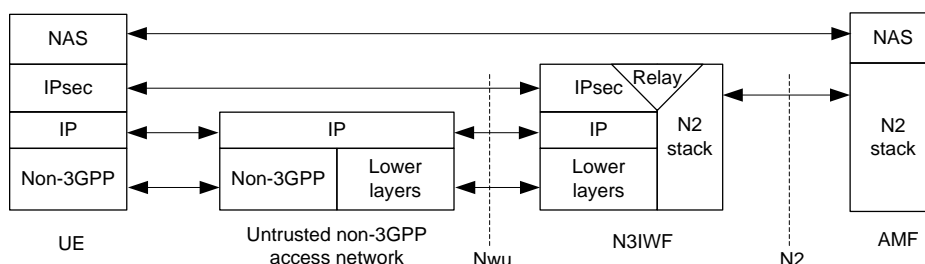 NAS
NAS
IPsec
IPsec
Relay
IP
IP
IP
N2
stack
N2
stack
Non-3GPP
Non-3GPP
Lower
layers
Lower
layers
UE
Untrusted non-3GPP
access network
Nwu
N3IWF
N2
AMF